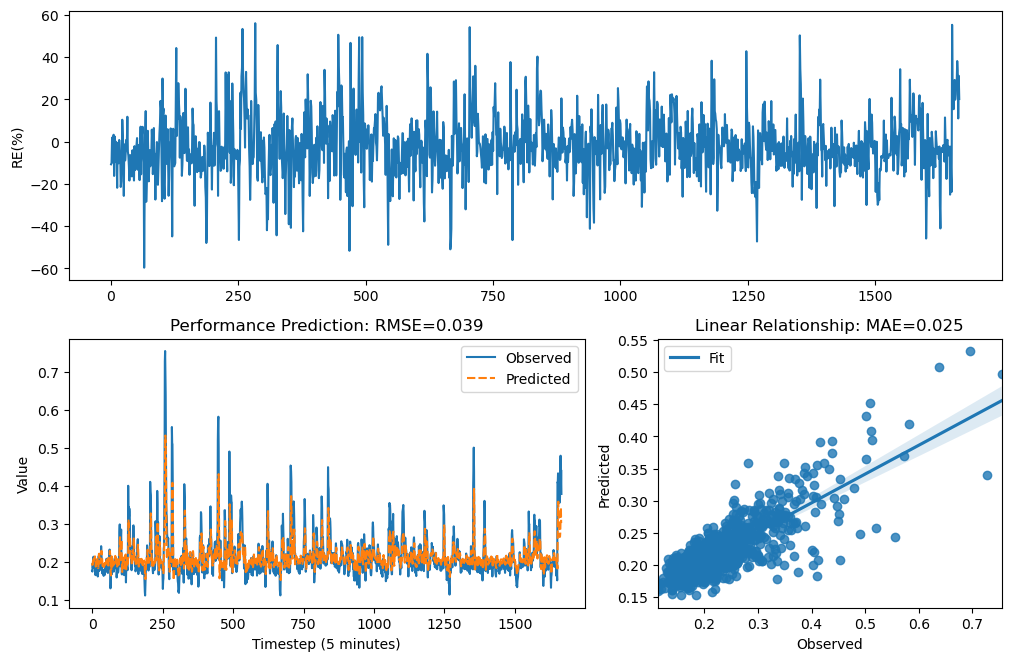 RE(%)
60
40
20
0
−20
−40
−60
0 250 500 750 1000 1250 1500
Performance Prediction: RMSE=0.039
Value
0.7
0.6
0.5
0.4
0.3
0.2
0.1
Observed
Predicted
0 250 500 750 1000 1250 1500
Timestep (5 minutes)
Linear Relationship: MAE=0.025
Predicted
0.55
0.50
0.45
0.40
0.35
0.30
0.25
0.20
0.15
Fit
0.2 0.3 0.4 0.5 0.6 0.7
Observed